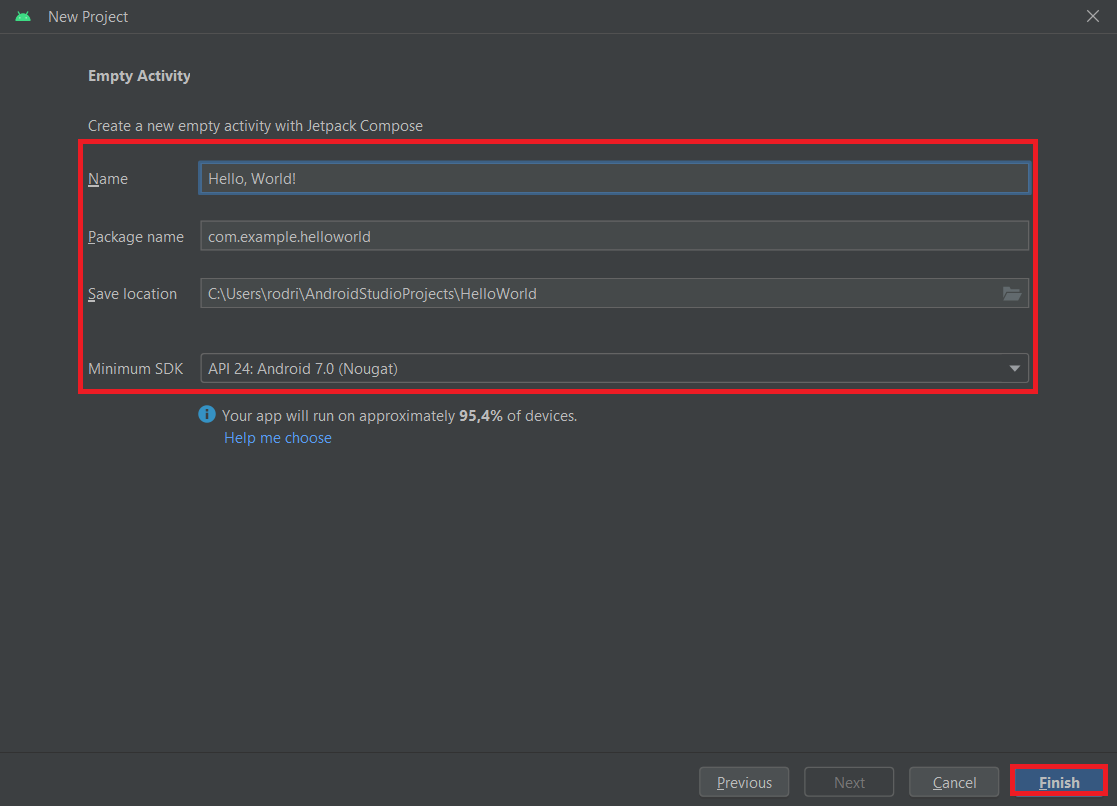 New Project
Empty Activity
Create a new empty activity with Jetpack Compose
Name Hello, World!
Package name com.example.helloworld
Save location C:\Users\rodri\AndroidStudioProjects\HelloWorld
Minimum SDK API 24: Android 7.0 (Nougat)
Your app will run on approximately 95,4% of devices.
Help me choose
Previous Next Cancel Finish